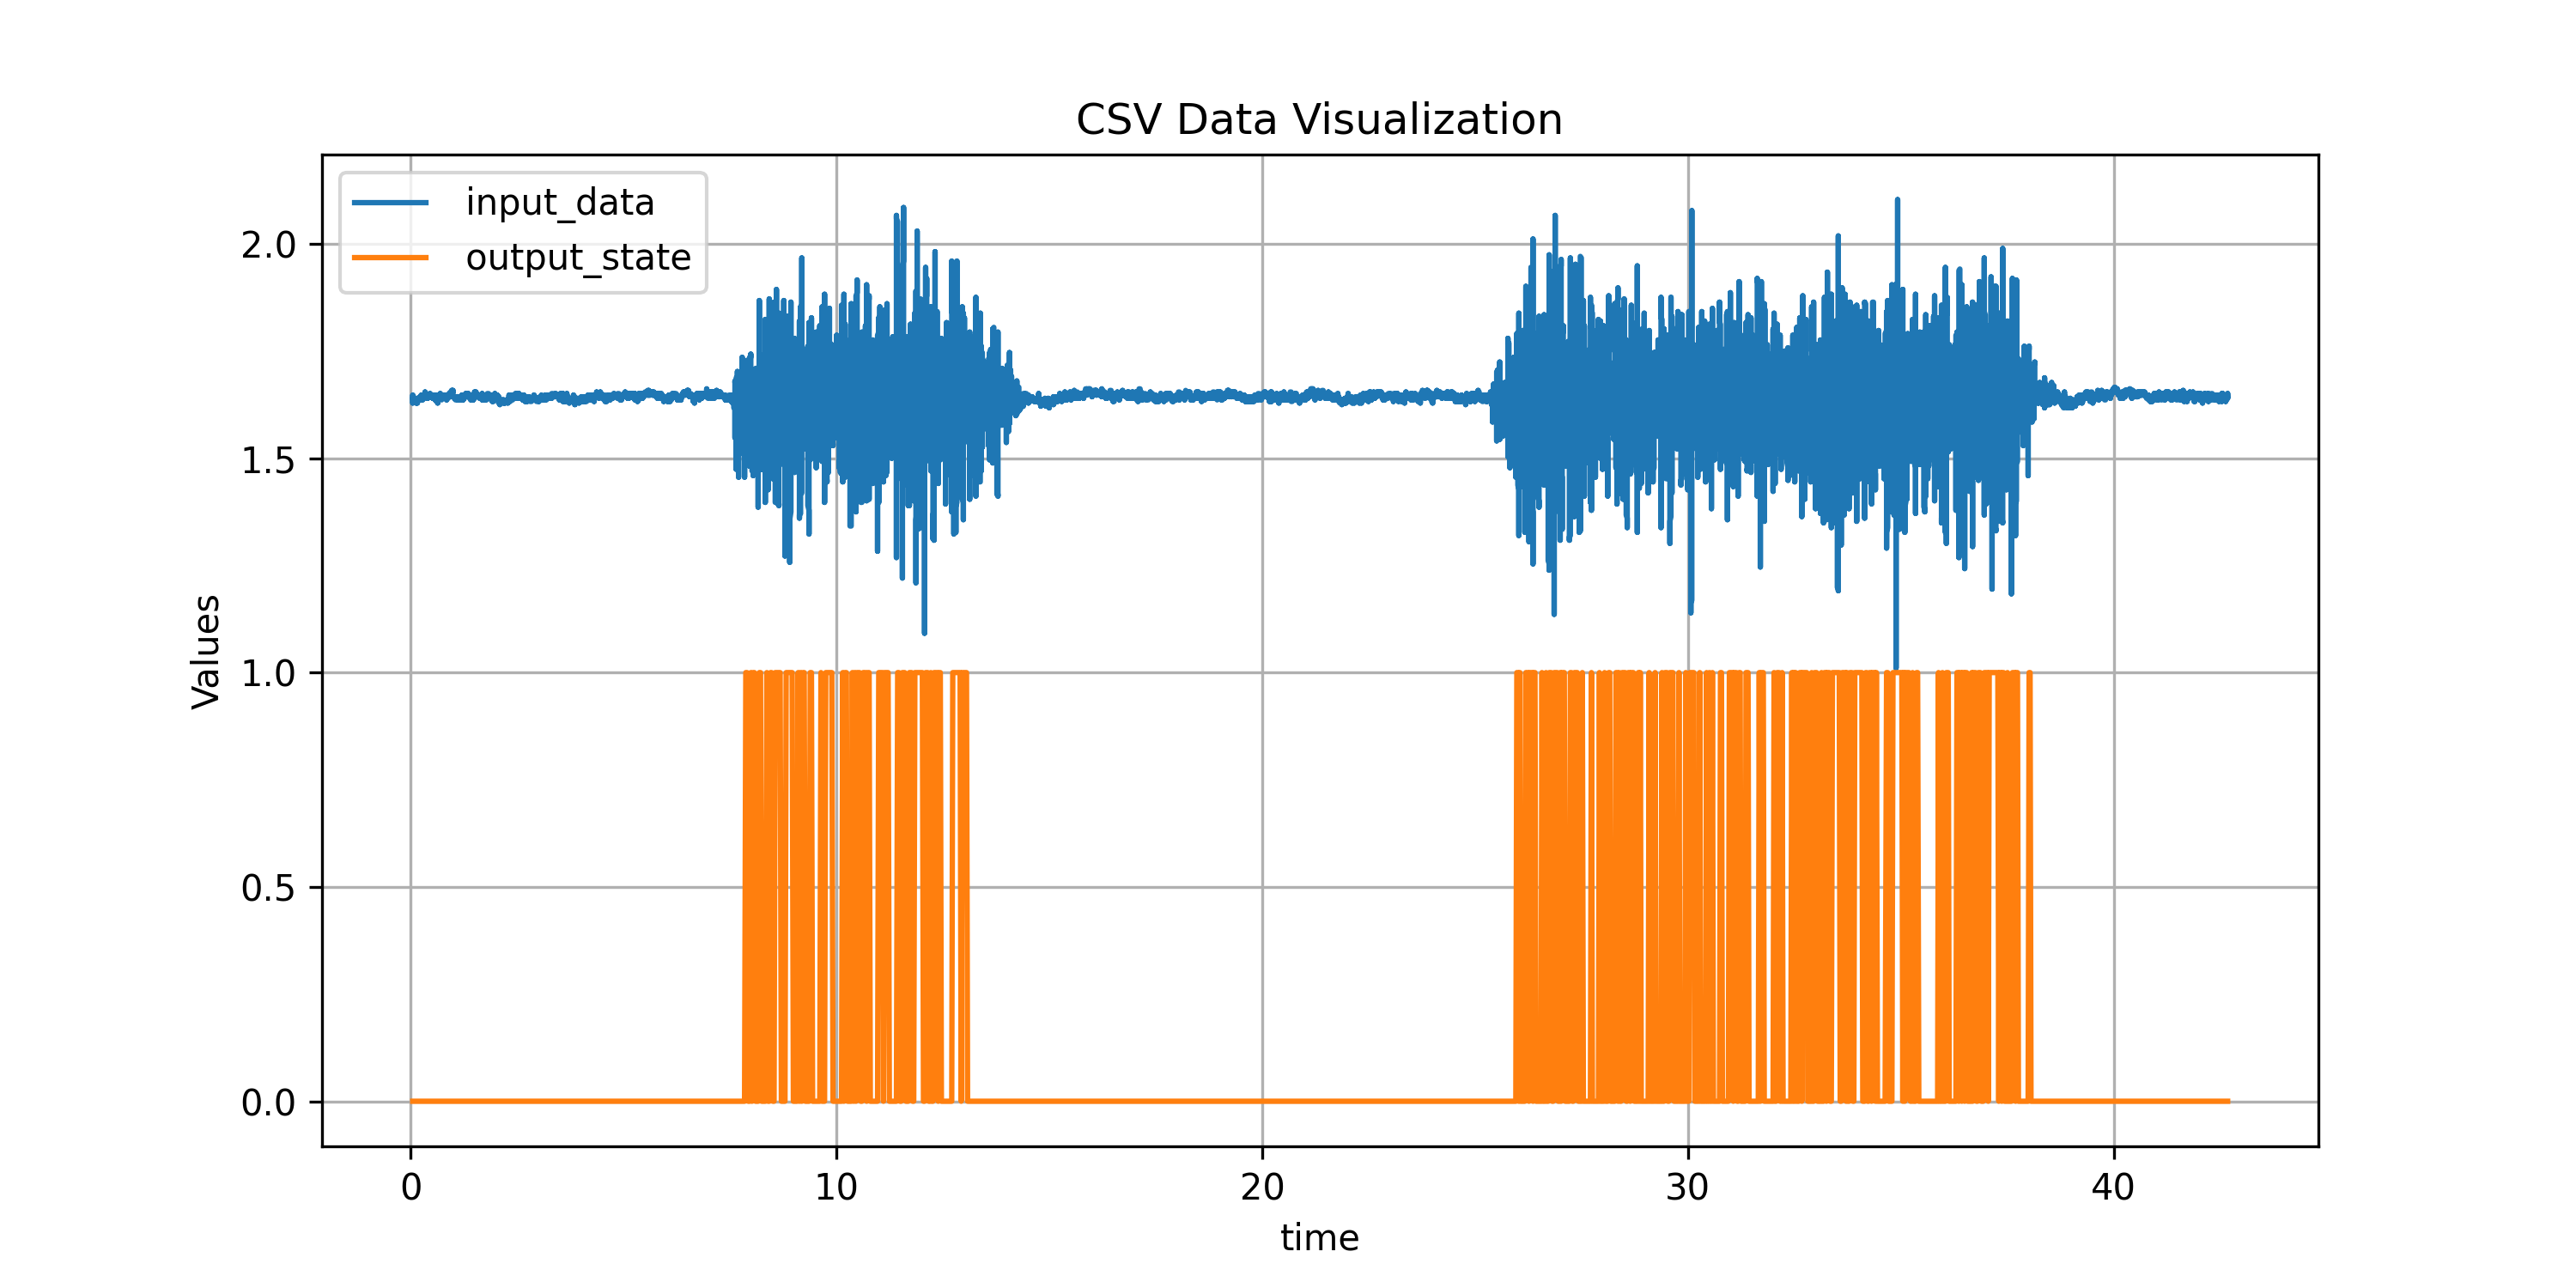 CSV Data Visualization
input_data
output_state
2.0
1.5
1.0
0.5
0.0
Values
0 10 20 30 40
time